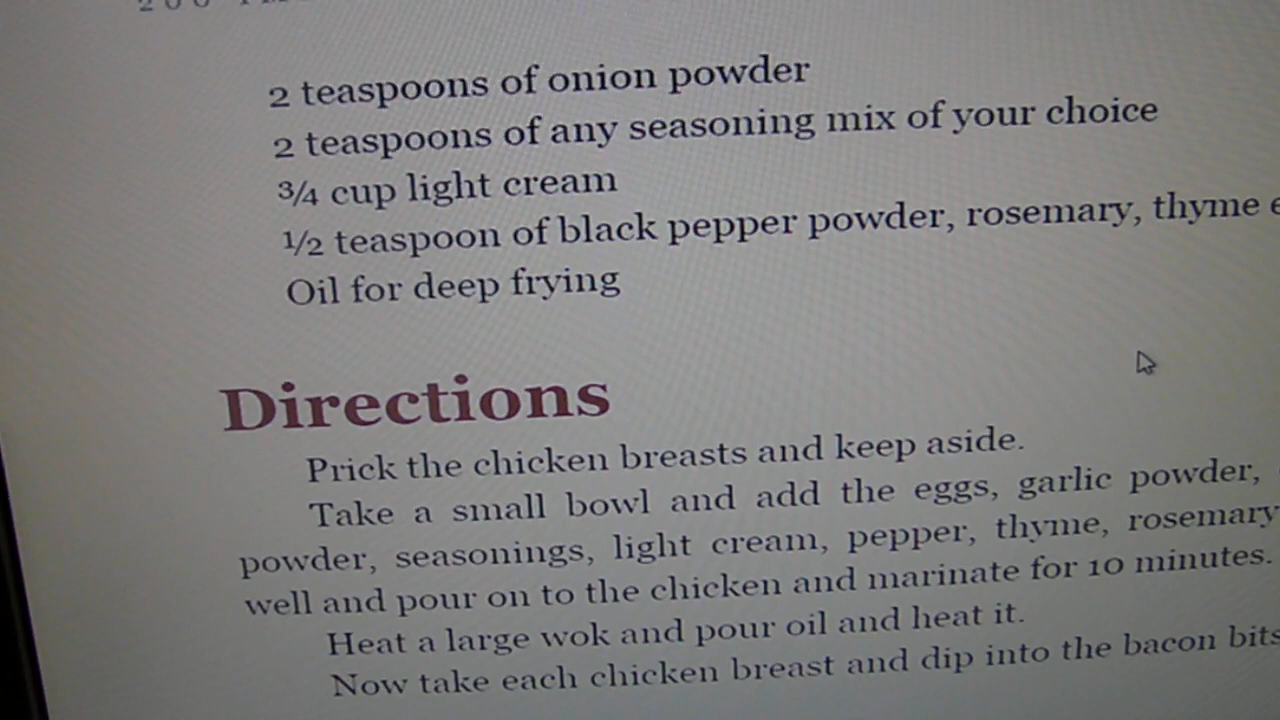 2 teaspoons of onion powder
2 teaspoons of any seasoning mix of your choice
¾ cup light cream
½ teaspoon of black pepper powder, rosemary, thyme
Oil for deep frying
Directions
Prick the chicken breasts and keep aside.
Take a small bowl and add the eggs, garlic powder,
powder, seasonings, light cream, pepper, thyme, rosemary
well and pour on to the chicken and marinate for 10 minutes.
Heat a large wok and pour oil and heat it.
Now take each chicken breast and dip into the bacon bits